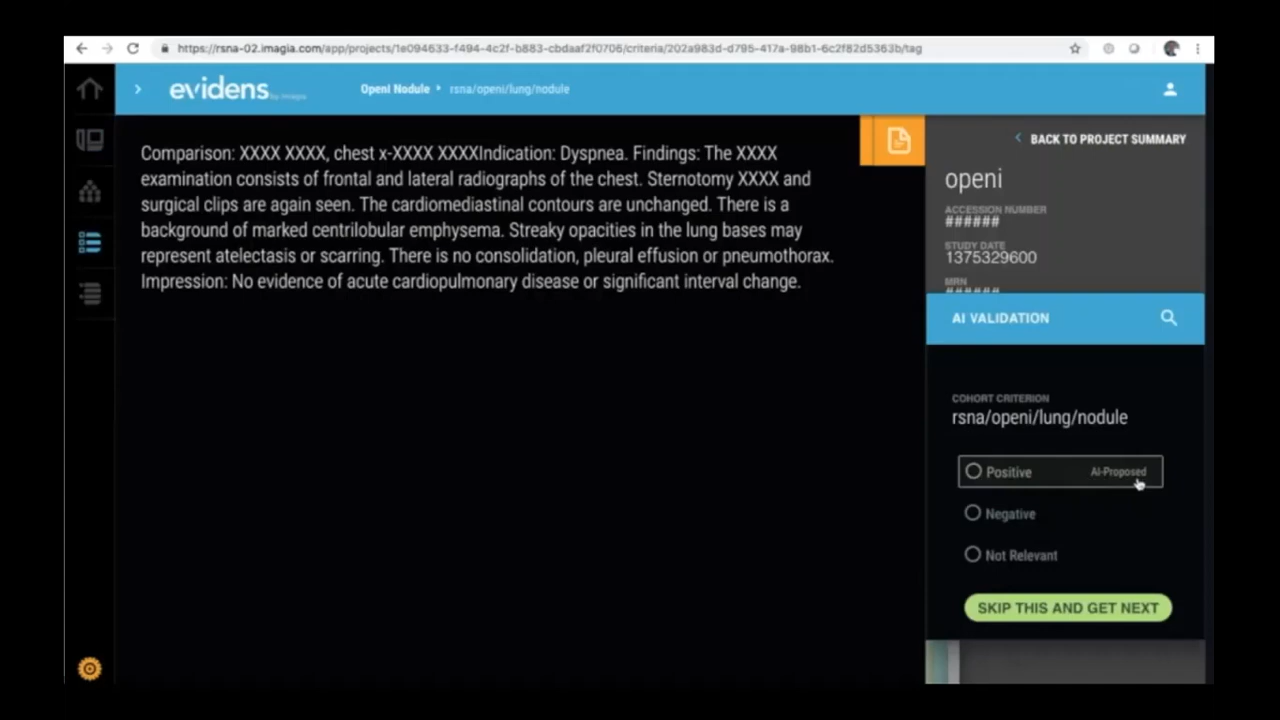 https://rsna-02.imagia.com/app/projects/1e094633-f494-4c2f-b883-cbdaaf2f0706/criteria/202a983d-d795-417a-98b1-6c2f82d5363b/tag
evidens by imagia
OpenI Nodule ▸ rsna/openi/lung/nodule
Comparison: XXXX XXXX, chest x-XXXX XXXXIndication: Dyspnea. Findings: The XXXX
examination consists of frontal and lateral radiographs of the chest. Sternotomy XXXX and
surgical clips are again seen. The cardiomediastinal contours are unchanged. There is a
background of marked centrilobular emphysema. Streaky opacities in the lung bases may
represent atelectasis or scarring. There is no consolidation, pleural effusion or pneumothorax.
Impression: No evidence of acute cardiopulmonary disease or significant interval change.
BACK TO PROJECT SUMMARY
openi
ACCESSION NUMBER
######
STUDY DATE
1375329600
MRN
######
AI VALIDATION
COHORT CRITERION
rsna/openi/lung/nodule
Positive AI-Proposed
Negative
Not Relevant
SKIP THIS AND GET NEXT